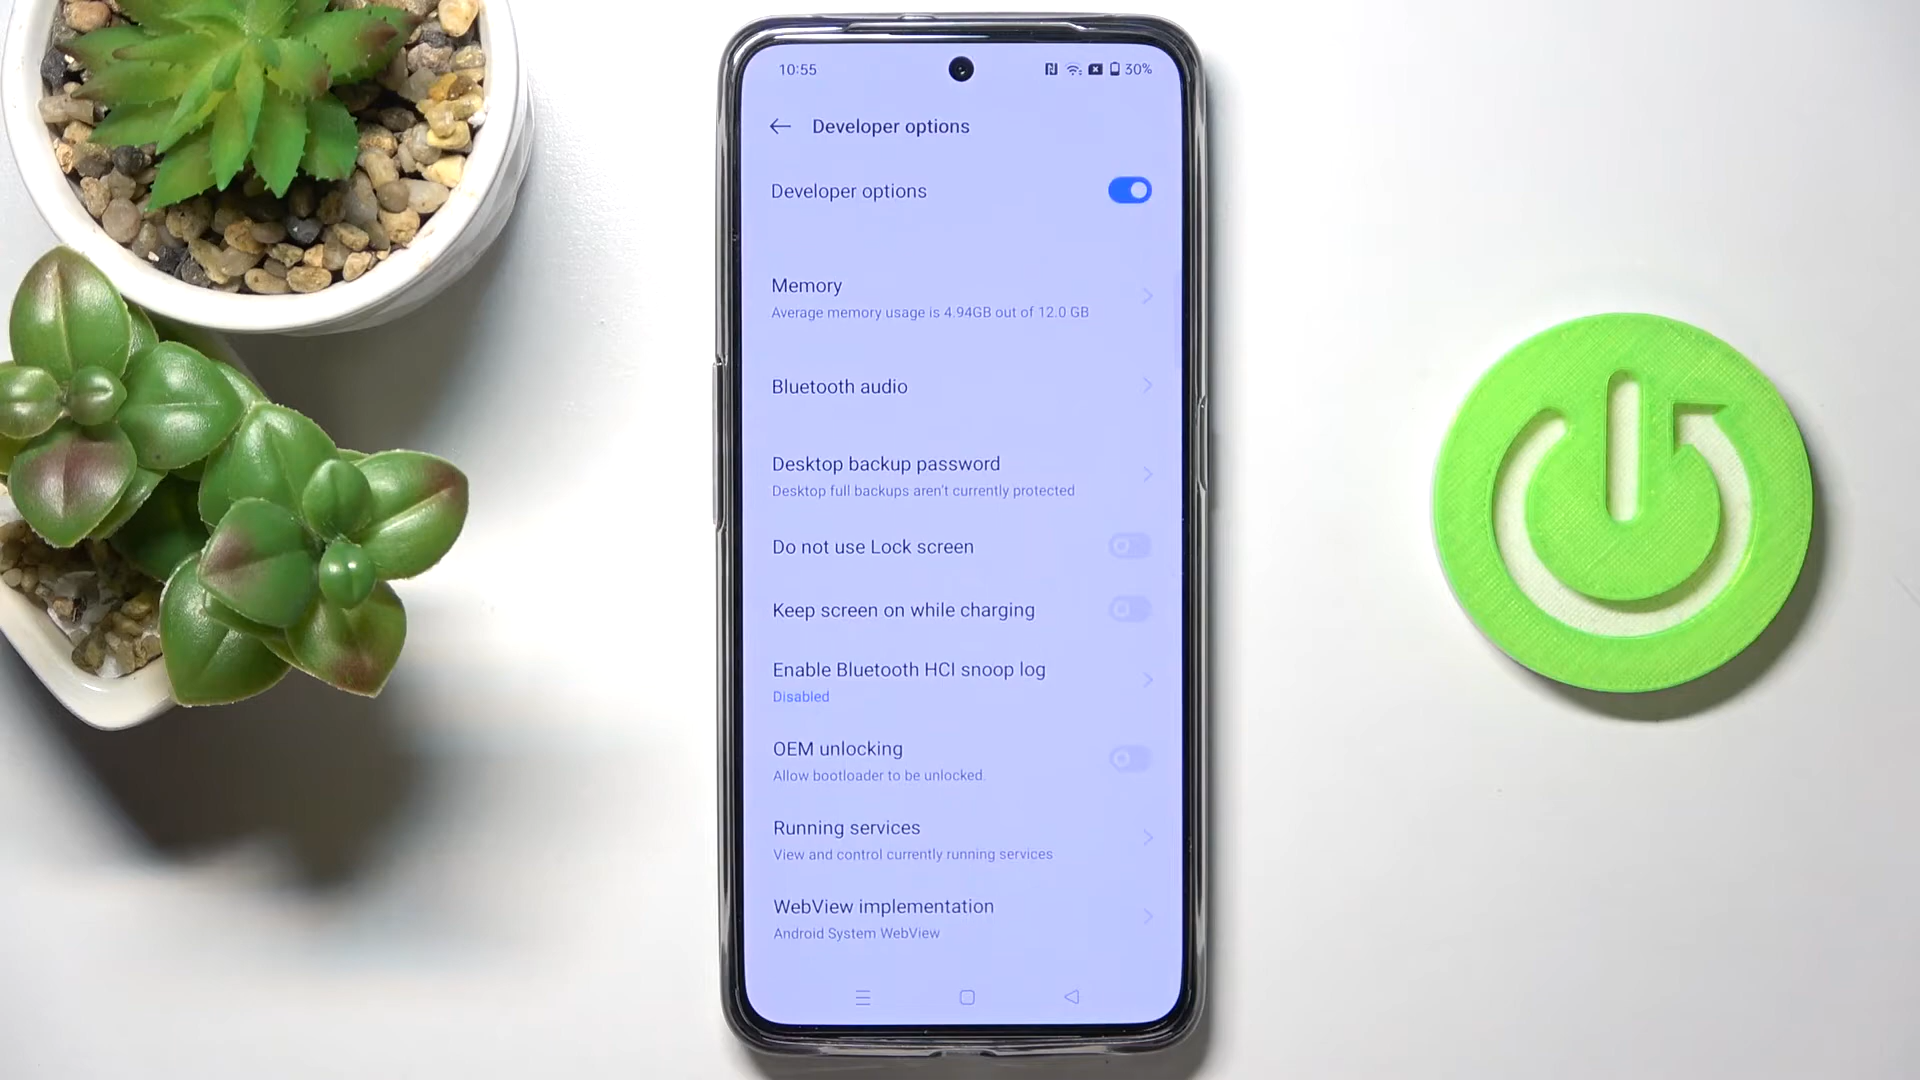 10:55 30%
Developer options
Developer options
Memory
Average memory usage is 4.94GB out of 12.0 GB
Bluetooth audio
Desktop backup password
Desktop full backups aren't currently protected
Do not use Lock screen
Keep screen on while charging
Enable Bluetooth HCI snoop log
Disabled
OEM unlocking
Allow bootloader to be unlocked.
Running services
View and control currently running services
WebView implementation
Android System WebView